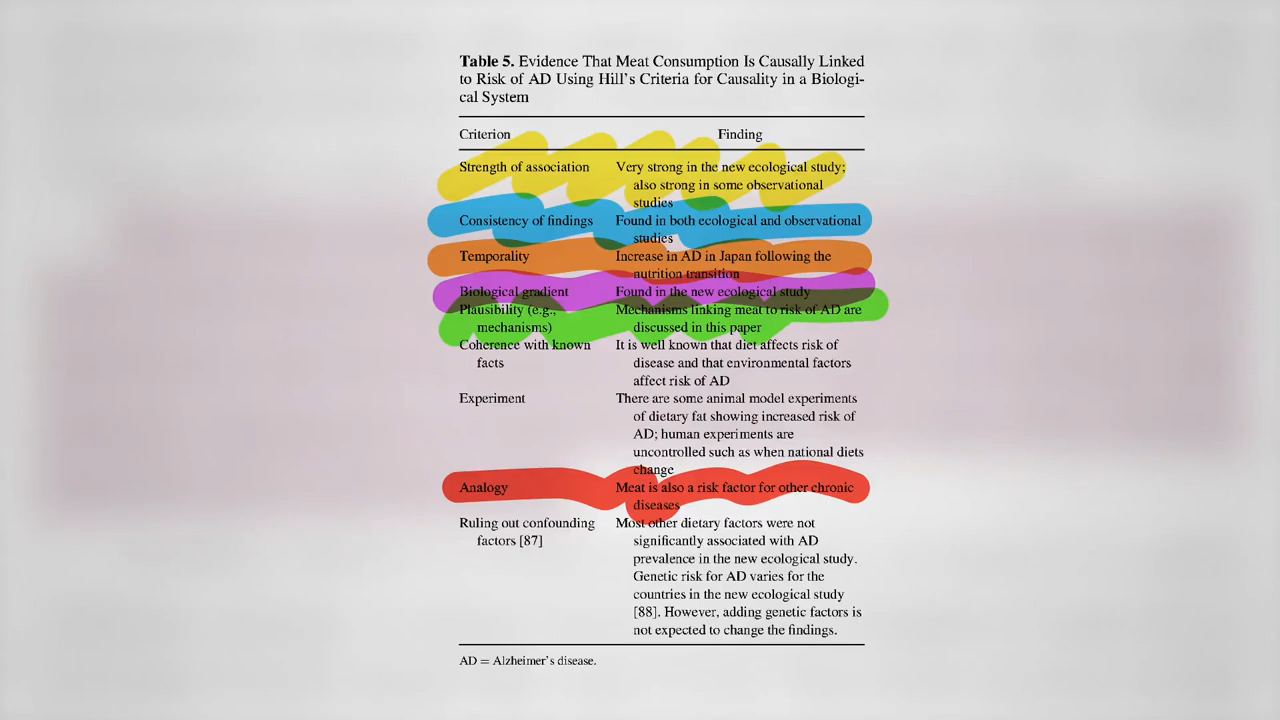 Table 5. Evidence That Meat Consumption Is Causally Linked
to Risk of AD Using Hill's Criteria for Causality in a Biologi-
cal System
Criterion Finding
Strength of association Very strong in the new ecological study;
also strong in some observational
studies
Consistency of findings Found in both ecological and observational
studies
Temporality Increase in AD in Japan following the
nutrition transition
Biological gradient Found in the new ecological study
Plausibility (e.g., Mechanisms linking meat to risk of AD are
mechanisms) discussed in this paper
Coherence with known It is well known that diet affects risk of
facts disease and that environmental factors
affect risk of AD
Experiment There are some animal model experiments
of dietary fat showing increased risk of
AD; human experiments are
uncontrolled such as when national diets
change
Analogy Meat is also a risk factor for other chronic
diseases
Ruling out confounding Most other dietary factors were not
factors [87] significantly associated with AD
prevalence in the new ecological study.
Genetic risk for AD varies for the
countries in the new ecological study
[88]. However, adding genetic factors is
not expected to change the findings.
AD = Alzheimer's disease.